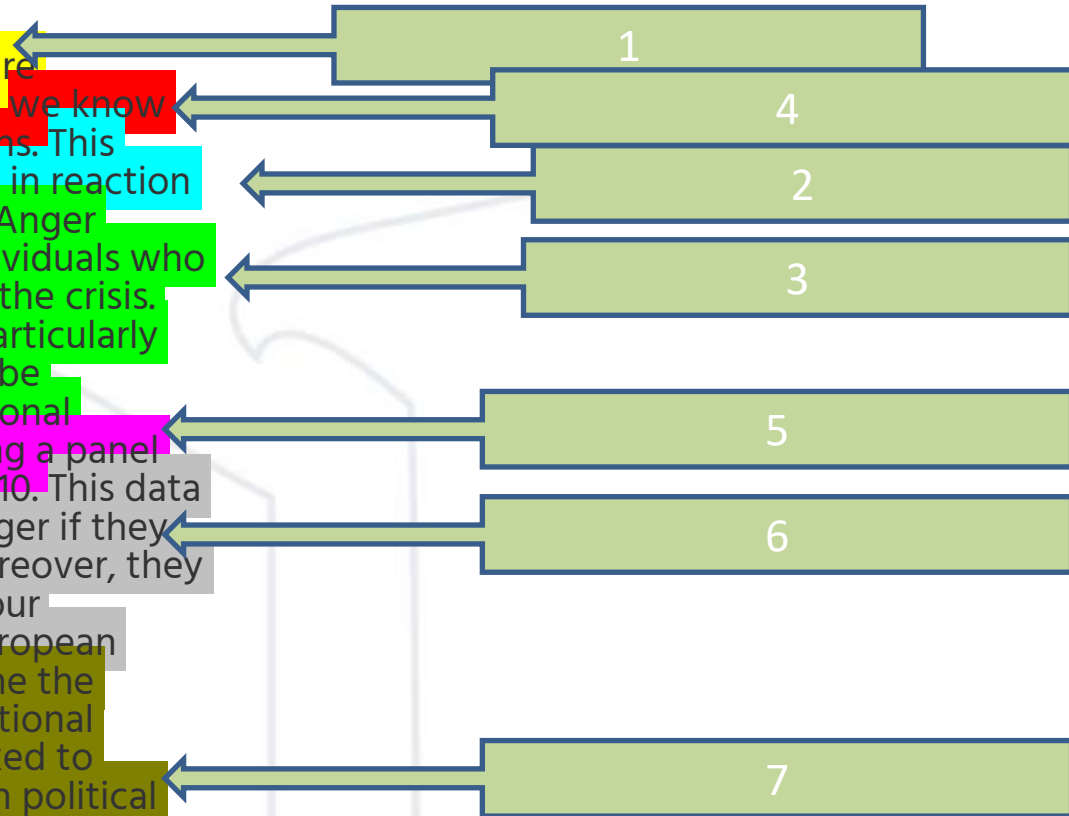 1
re
we know
4
ns. This
in reaction
2
Anger
viduals who
3
the crisis.
articularly
be
onal
5
ng a panel
10. This data
ger if they
6
reover, they
our
ropean
ne the
tional
ked to
7
n political